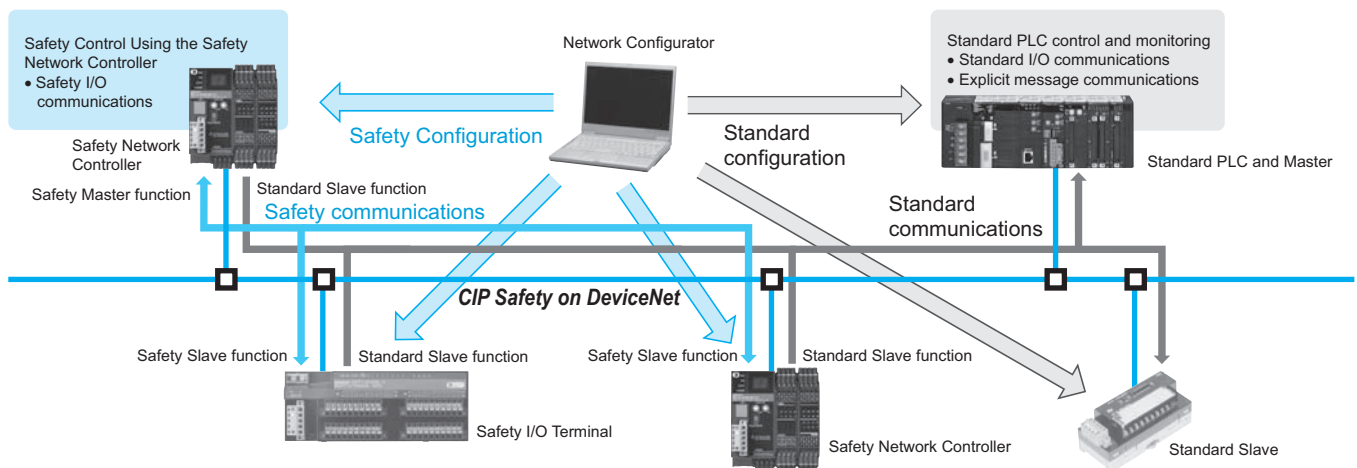 Safety Control Using the Safety
Network Controller
• Safety I/O
communications
Network Configurator
Standard PLC control and monitoring
• Standard I/O communications
• Explicit message communications
Safety Configuration
Standard
configuration
Safety Network
Controller
Standard PLC and Master
Safety Master function
Standard Slave function
Safety communications
Standard
communications
CIP Safety on DeviceNet
Safety Slave function
Standard Slave function
Safety Slave function
Standard Slave function
Safety I/O Terminal
Safety Network Controller
Standard Slave